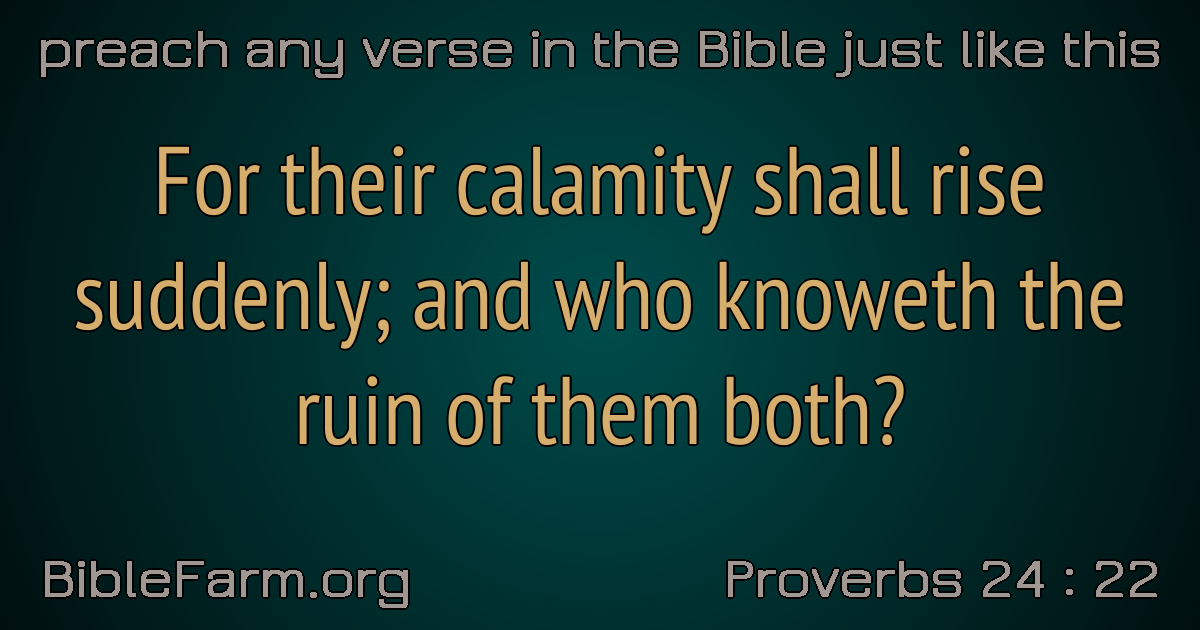 preach any verse in the Bible just like this
For their calamity shall rise
suddenly; and who knoweth the
ruin of them both?
BibleFarm.org
Proverbs 24 : 22